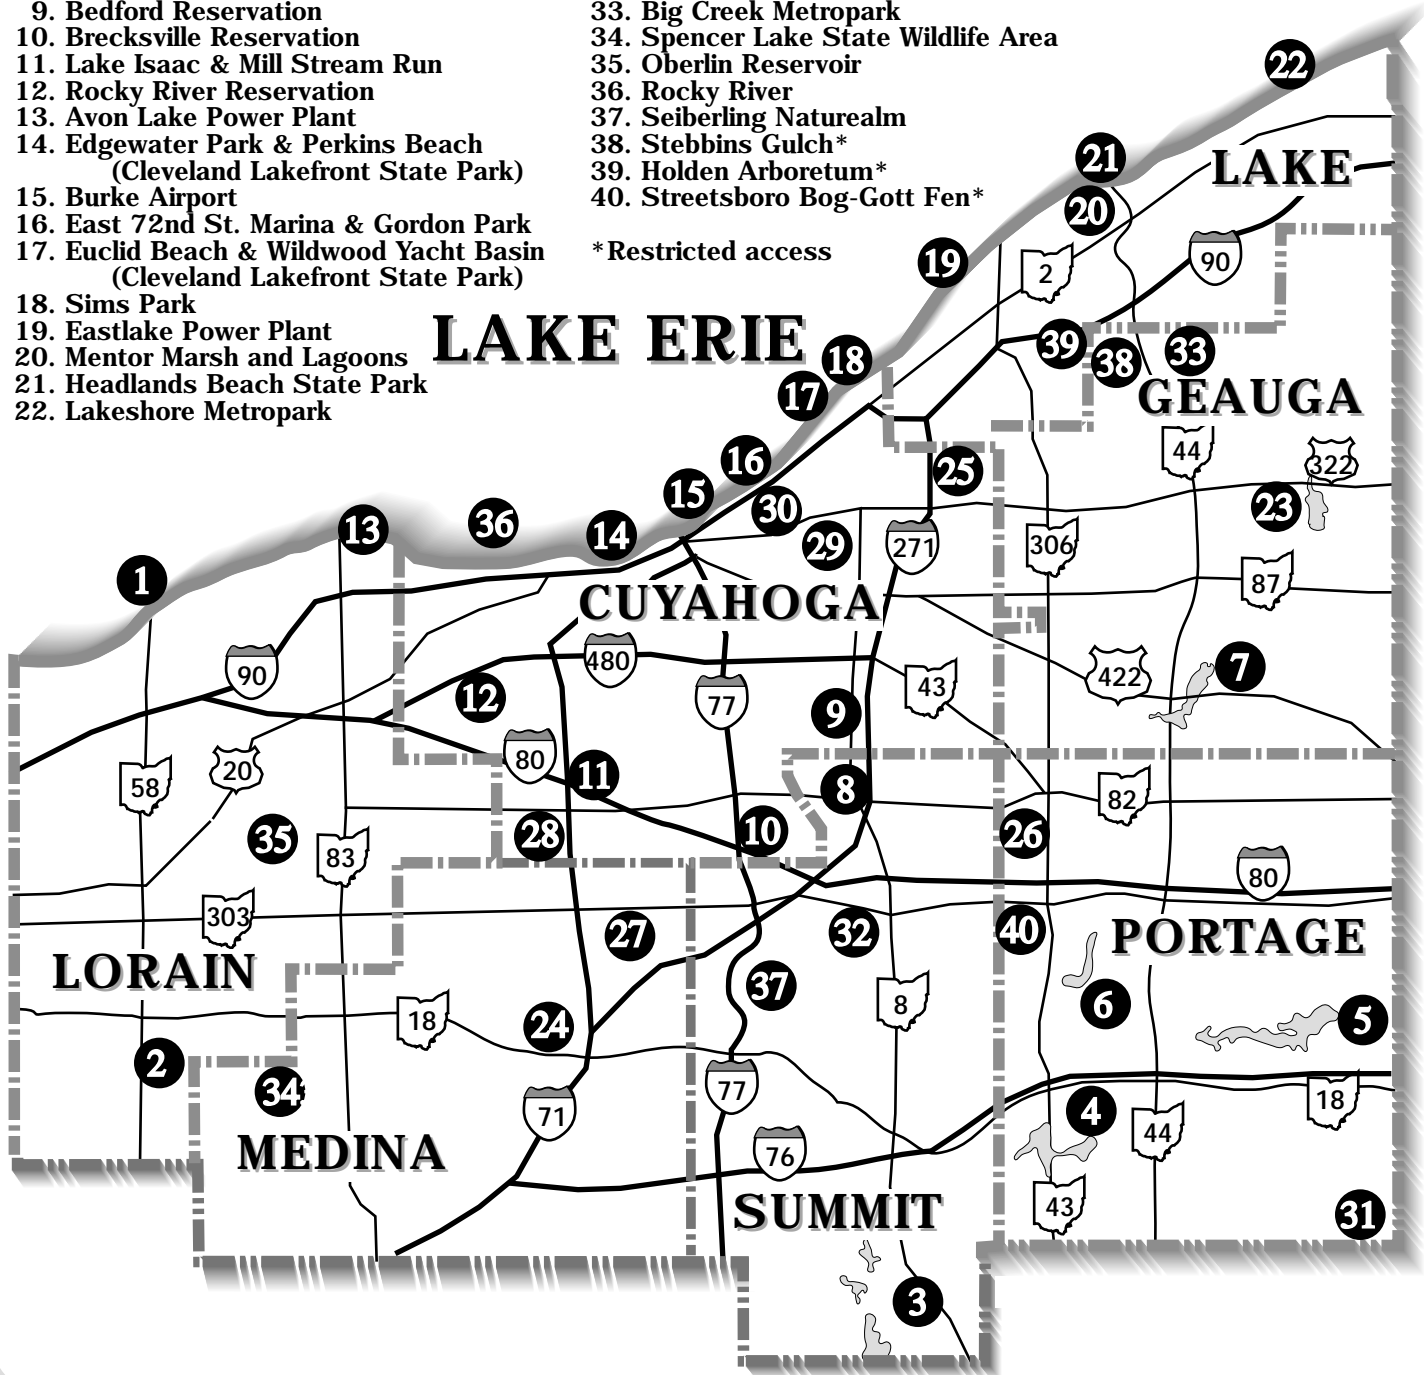 9. Bedford Reservation
10. Brecksville Reservation
11. Lake Isaac & Mill Stream Run
12. Rocky River Reservation
13. Avon Lake Power Plant
14. Edgewater Park & Perkins Beach
(Cleveland Lakefront State Park)
15. Burke Airport
16. East 72nd St. Marina & Gordon Park
17. Euclid Beach & Wildwood Yacht Basin
(Cleveland Lakefront State Park)
18. Sims Park
19. Eastlake Power Plant
20. Mentor Marsh and Lagoons
21. Headlands Beach State Park
22. Lakeshore Metropark
33. Big Creek Metropark
34. Spencer Lake State Wildlife Area
35. Oberlin Reservoir
36. Rocky River
37. Seiberling Naturealm
38. Stebbins Gulch*
39. Holden Arboretum*
40. Streetsboro Bog-Gott Fen*
*Restricted access
22
21
LAKE
20
19
2
90
LAKE ERIE
39
38
33
18
17
GEAUGA
44
322
16
25
15
30
23
13
36
14
29
271
306
1
87
CUYAHOGA
90
480
12
77
43
422
7
9
80
11
58
20
8
82
35
83
28
10
26
80
303
27
32
40
PORTAGE
LORAIN
37
8
6
5
18
24
2
34
71
77
4
44
18
MEDINA
76
43
SUMMIT
31
3